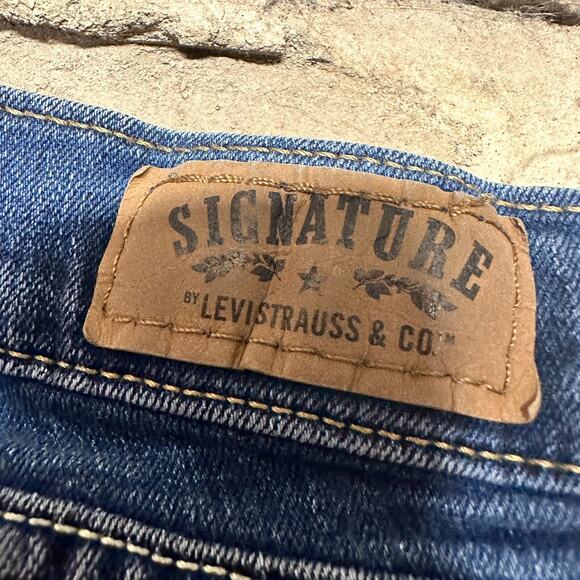 SIGNATURE
BY LEVI STRAUSS & CO.™